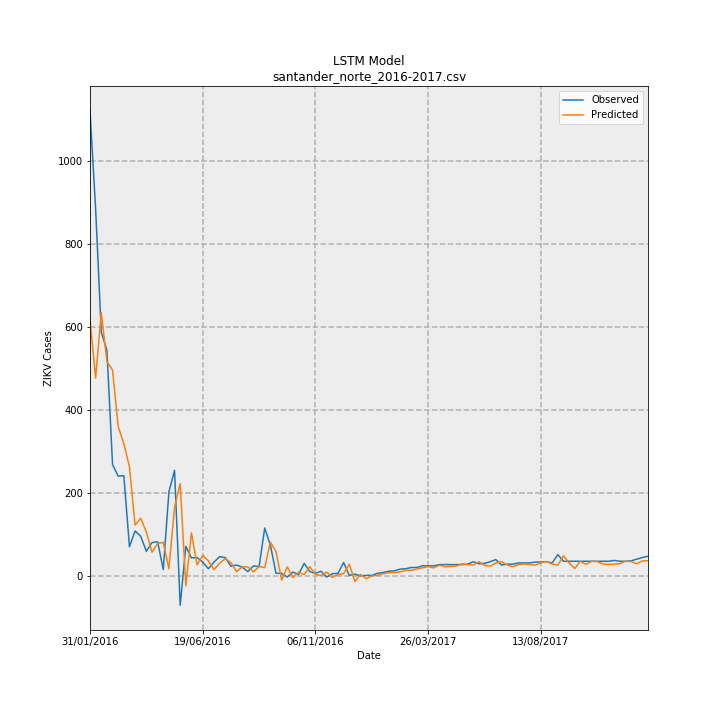 LSTM Model
santander_norte_2016-2017.csv
Observed
Predicted
ZIKV Cases
1000
800
600
400
200
0
31/01/2016
19/06/2016
06/11/2016
26/03/2017
13/08/2017
Date